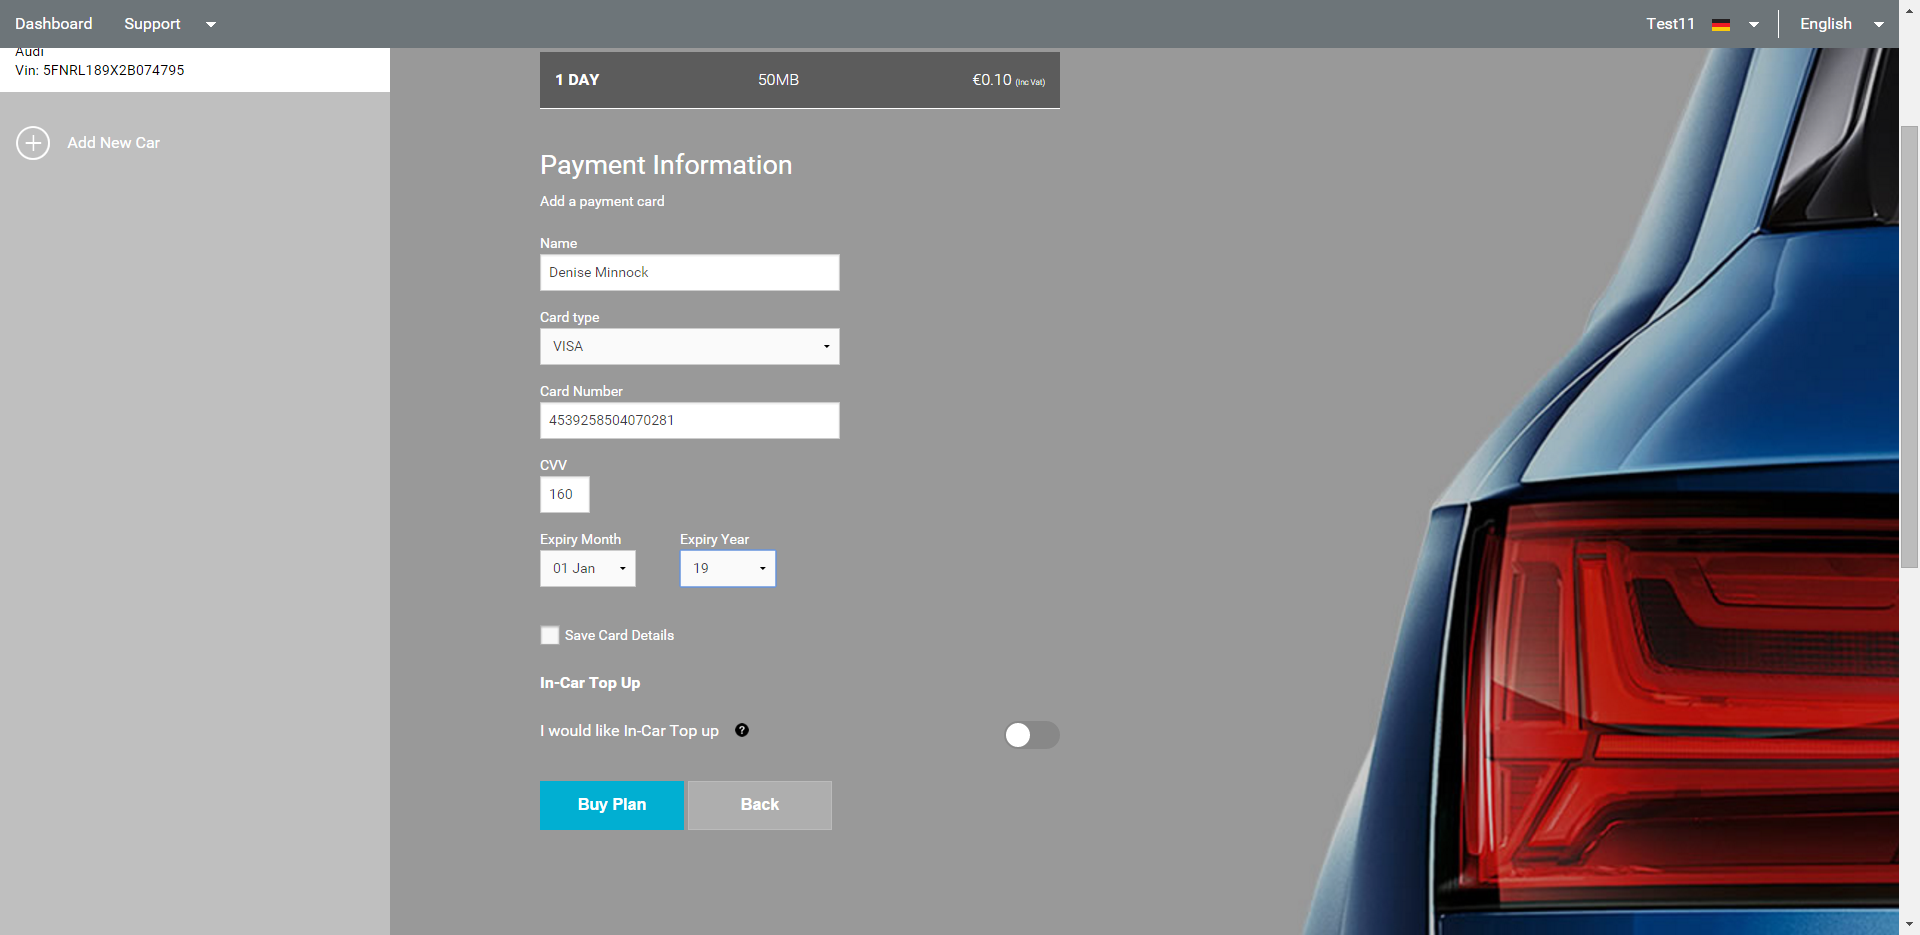 Dashboard Support Test11 English
Audi
Vin: 5FNRL189X2B074795
Add New Car
1 DAY 50MB €0.10 (Inc Vat)
Payment Information
Add a payment card
Name
Denise Minnock
Card type
VISA
Card Number
4539258504070281
CVV
160
Expiry Month Expiry Year
01 Jan 19
Save Card Details
In-Car Top Up
I would like In-Car Top up ?
Buy Plan Back